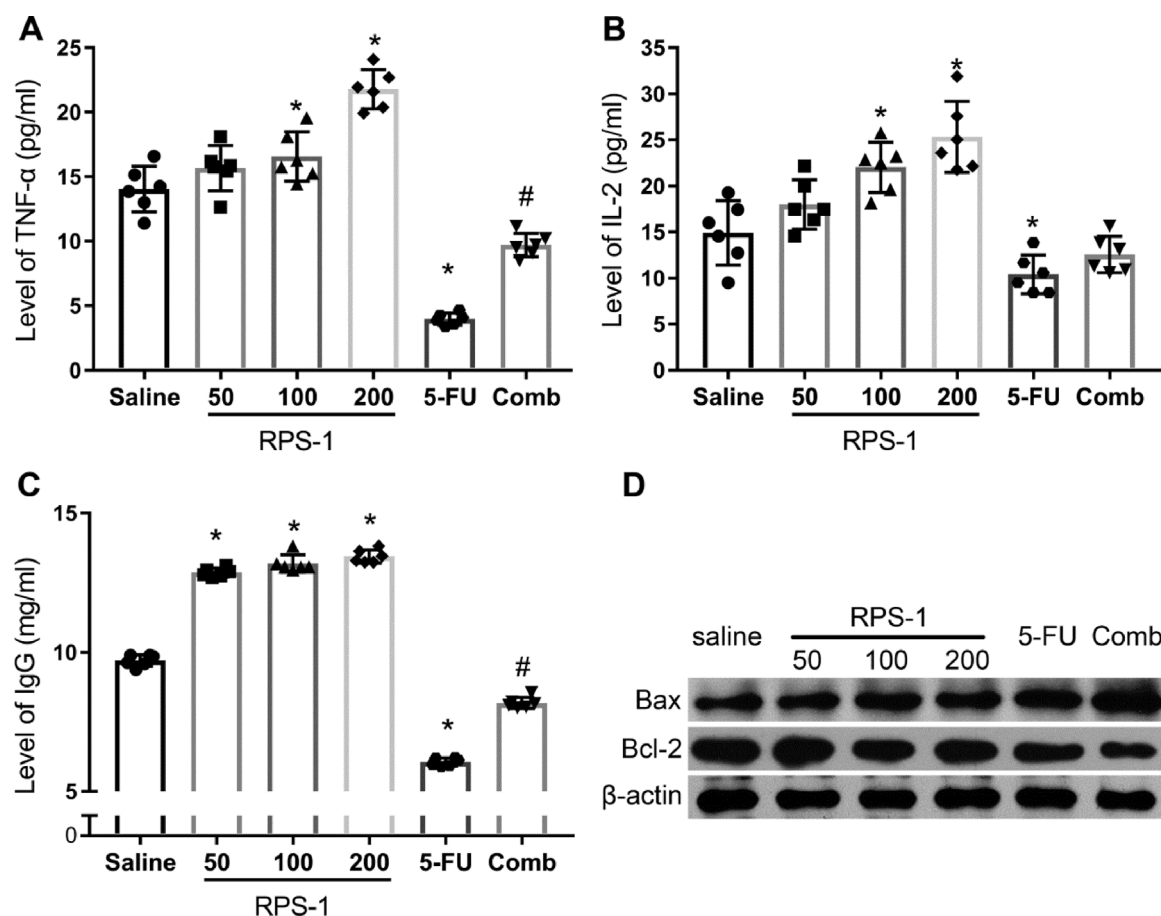 A
Level of TNF-α (pg/ml)
25
20
15
10
5
0
*
*
*
#
Saline 50 100 200 5-FU Comb
RPS-1
B
Level of IL-2 (pg/ml)
35
30
25
20
15
10
5
0
*
*
*
Saline 50 100 200 5-FU Comb
RPS-1
C
Level of IgG (mg/ml)
15
10
5
0
*
*
*
*
#
Saline 50 100 200 5-FU Comb
RPS-1
D
RPS-1
saline 5-FU Comb
50 100 200
Bax
Bcl-2
β-actin